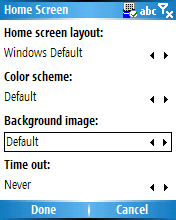 Home Screen abc
Home screen layout:
Windows Default
Color scheme:
Default
Background image:
Default
Time out:
Never
Done Cancel